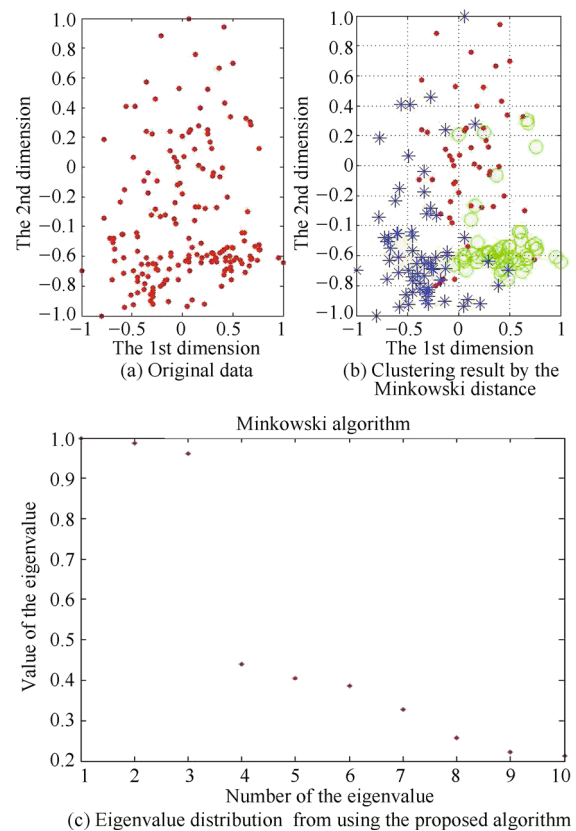 1.0
0.8
0.6
0.4
0.2
0
−0.2
−0.1
−0.6
−0.8
−1.0
The 2nd dimension
−1 −0.5 0 0.5 1
The 1st dimension
(a) Original data
1.0
0.8
0.6
0.4
0.2
0
−0.2
−0.1
−0.6
−0.8
−1.0
The 2nd dimension
−1 −0.5 0 0.5 1
The 1st dimension
(b) Clustering result by the
Minkowski distance
Minkowski algorithm
1.0
0.9
0.8
0.7
0.6
0.5
0.4
0.3
0.2
Value of the eigenvalue
1 2 3 4 5 6 7 8 9 10
Number of the eigenvalue
(c) Eigenvalue distribution from using the proposed algorithm